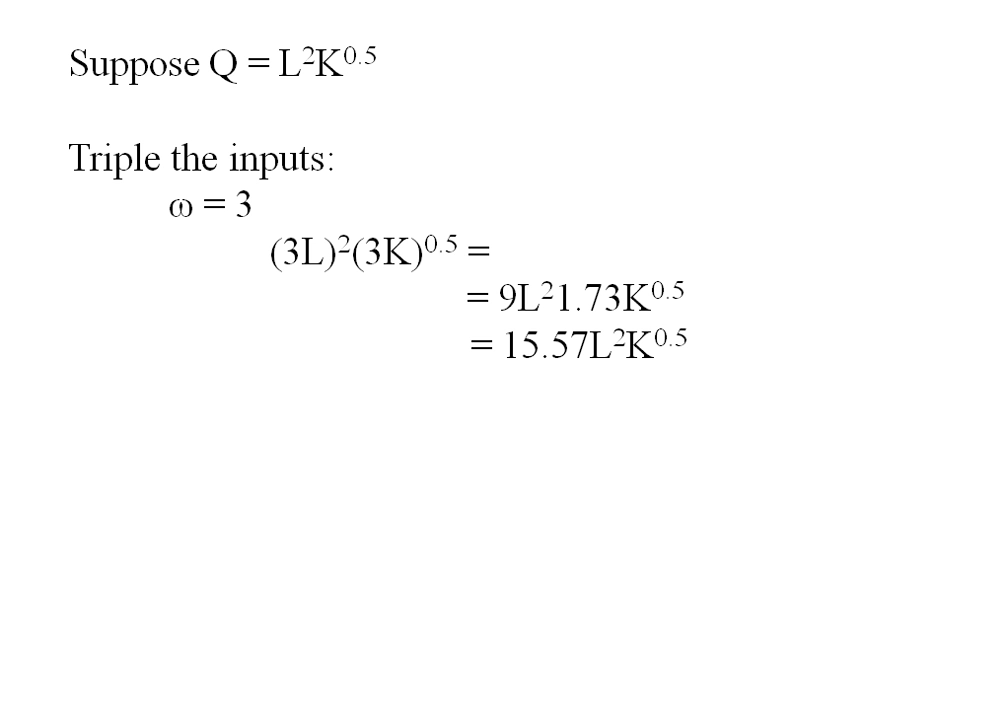 Suppose Q = L²K⁰·⁵
Triple the inputs:
ω = 3
(3L)²(3K)⁰·⁵ =
= 9L²1.73K⁰·⁵
= 15.57L²K⁰·⁵